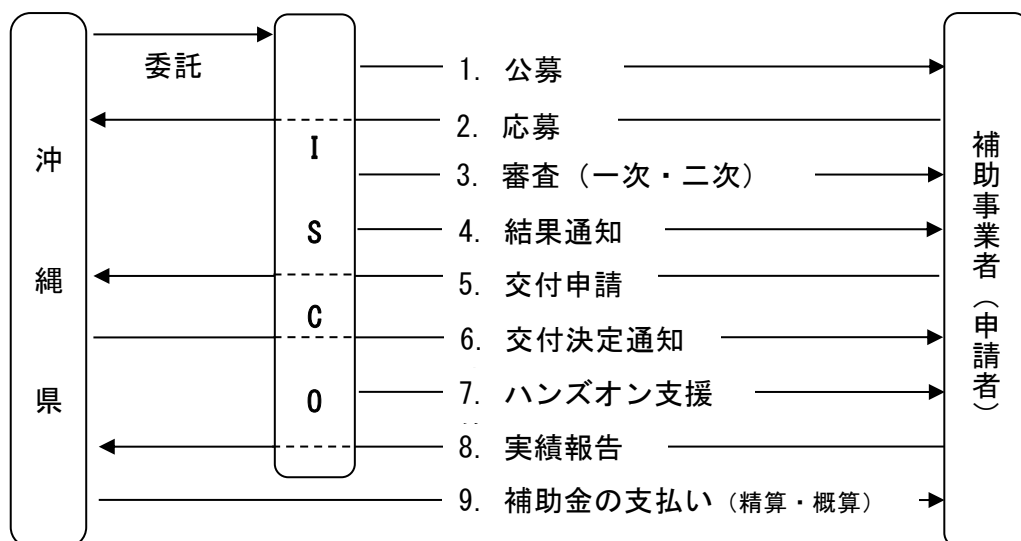 沖縄県
委託
ISCO
1. 公募
2. 応募
3. 審査（一次・二次）
4. 結果通知
5. 交付申請
6. 交付決定通知
7. ハンズオン支援
8. 実績報告
9. 補助金の支払い（精算・概算）
補助事業者（申請者）